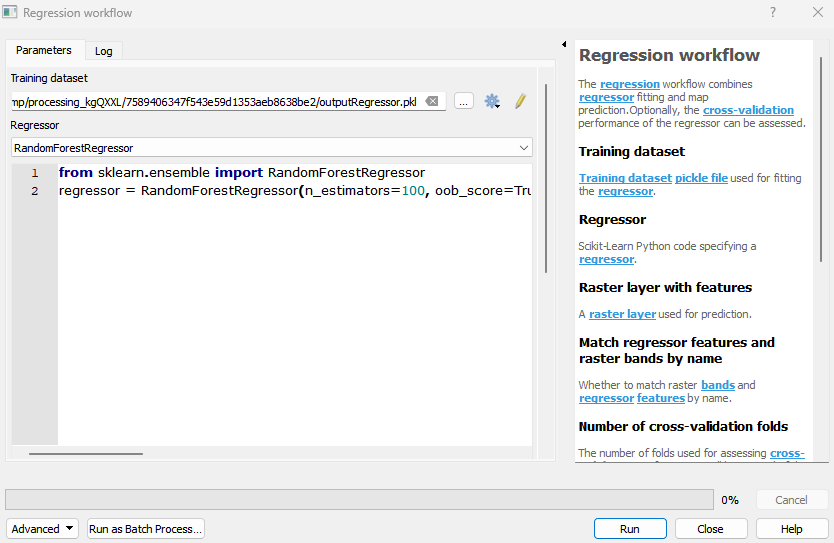 Regression workflow
Parameters
Log
Training dataset
mp/processing_kgQXXL/7589406347f543e59d1353aeb8638be2/outputRegressor.pkl
...
Regressor
RandomForestRegressor
1 from sklearn.ensemble import RandomForestRegressor
2 regressor = RandomForestRegressor(n_estimators=100, oob_score=Tru
Regression workflow
The regression workflow combines
regressor fitting and map
prediction.Optionally, the cross-validation
performance of the regressor can be assessed.
Training dataset
Training dataset pickle file used for fitting
the regressor.
Regressor
Scikit-Learn Python code specifying a
regressor.
Raster layer with features
A raster layer used for prediction.
Match regressor features and
raster bands by name
Whether to match raster bands and
regressor features by name.
Number of cross-validation folds
The number of folds used for assessing cross-
0%
Cancel
Advanced
Run as Batch Process...
Run
Close
Help